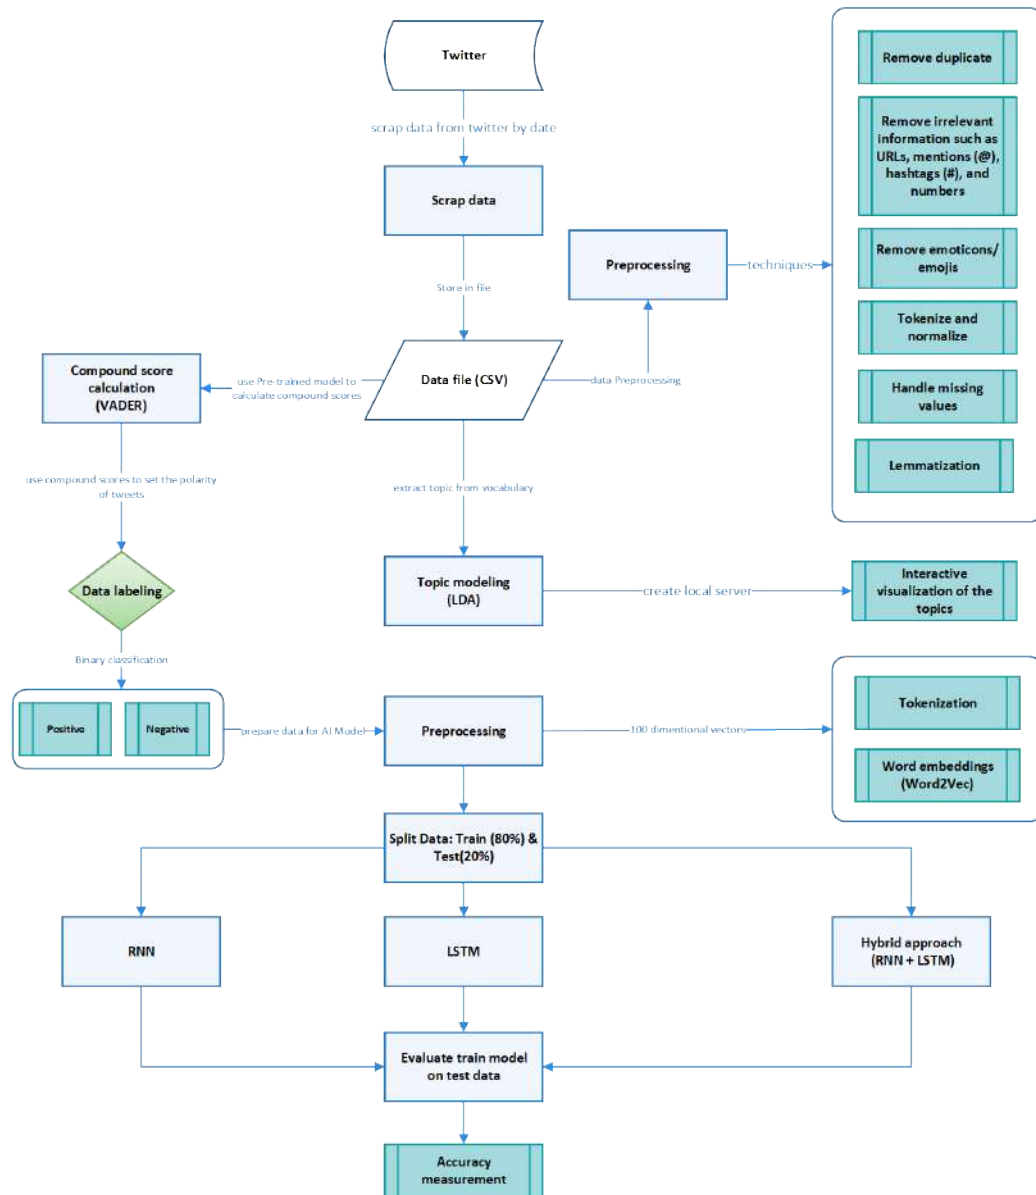 Twitter
scrap data from twitter by date
Scrap data
Store in file
Data file (CSV)
data Preprocessing
Preprocessing
techniques
Remove duplicate
Remove irrelevant
information such as
URLs, mentions (@),
hashtags (#), and
numbers
Remove emoticons/
emojis
Tokenize and
normalize
Handle missing
values
Lemmatization
use Pre-trained model to
calculate compound scores
Compound score
calculation
(VADER)
use compound scores to set the polarity
of tweets
Data labeling
Binary classification
Positive
Negative
extract topic from vocabulary
Topic modeling
(LDA)
create local server
Interactive
visualization of the
topics
prepare data for AI Model
Preprocessing
100 dimentional vectors
Tokenization
Word embeddings
(Word2Vec)
Split Data: Train (80%) &
Test(20%)
RNN
LSTM
Hybrid approach
(RNN + LSTM)
Evaluate train model
on test data
Accuracy
measurement